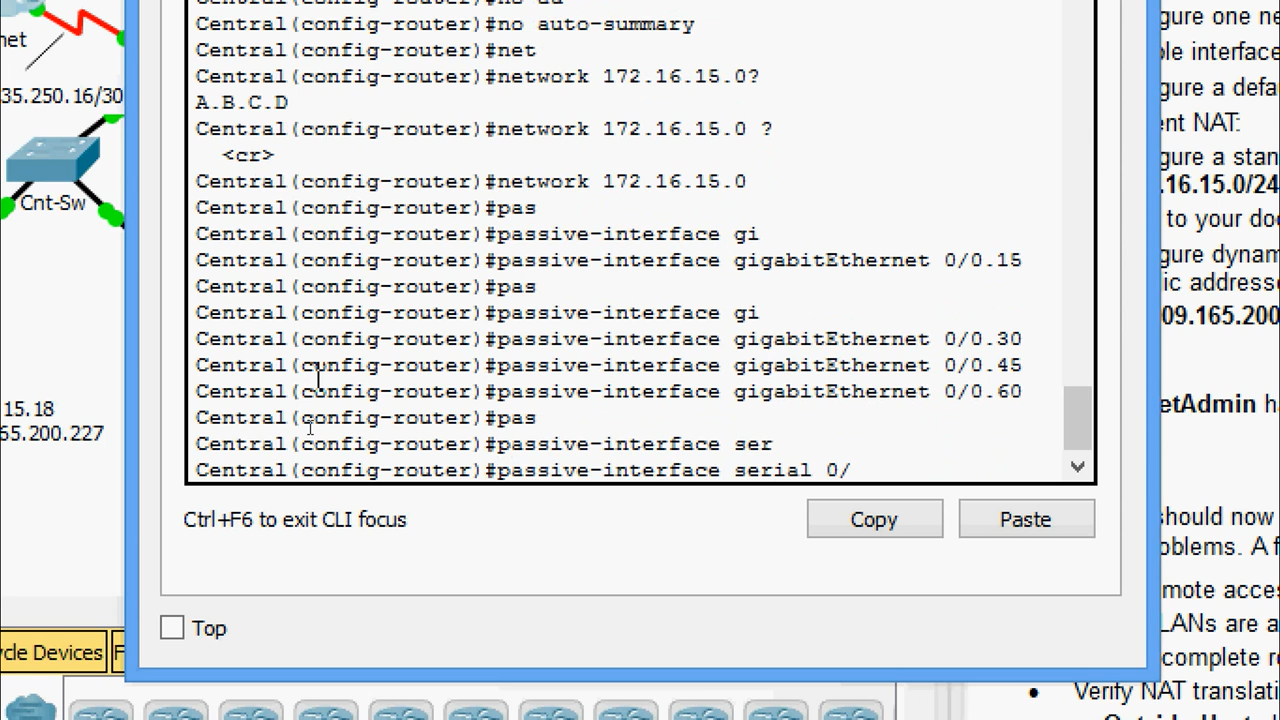 Central(config-router)#no auto-summary
Central(config-router)#net
Central(config-router)#network 172.16.15.0?
A.B.C.D
Central(config-router)#network 172.16.15.0 ?
<cr>
Central(config-router)#network 172.16.15.0
Central(config-router)#pas
Central(config-router)#passive-interface gi
Central(config-router)#passive-interface gigabitEthernet 0/0.15
Central(config-router)#pas
Central(config-router)#passive-interface gi
Central(config-router)#passive-interface gigabitEthernet 0/0.30
Central(config-router)#passive-interface gigabitEthernet 0/0.45
Central(config-router)#passive-interface gigabitEthernet 0/0.60
Central(config-router)#pas
Central(config-router)#passive-interface ser
Central(config-router)#passive-interface serial 0/
Ctrl+F6 to exit CLI focus
Copy
Paste
Top
net
35.250.16/30
Cnt-Sw
15.18
65.200.227
cle Devices
F
gure one ne
ble interface
gure a defa
ent NAT:
gure a stan
.16.15.0/24
to your doc
gure dynam
ic addresse
09.165.200
etAdmin ha
should now
oblems. A f
mote acces
LANs are a
complete ro
• Verify NAT translati